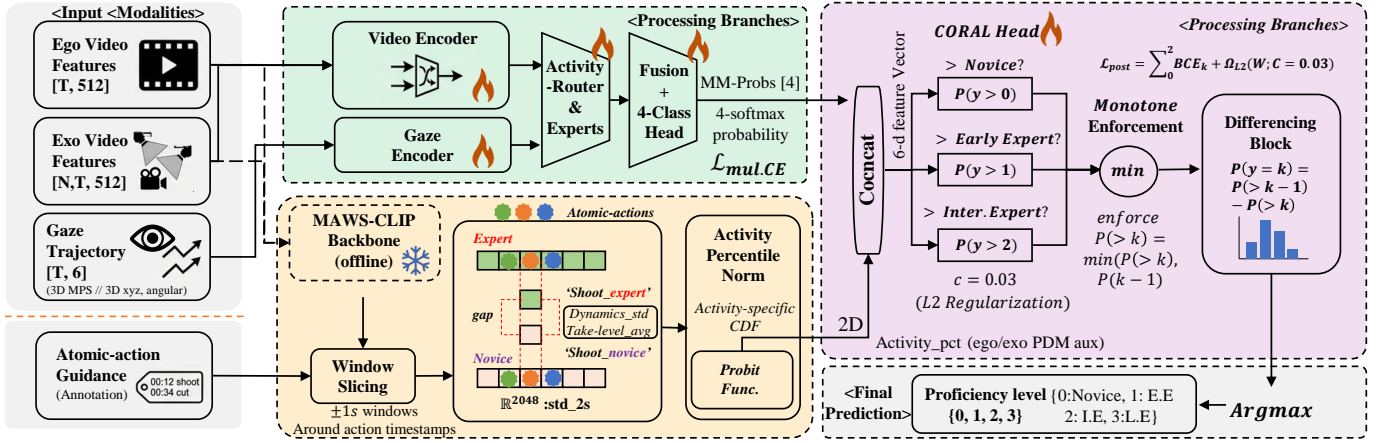 <Input <Modalities>
Ego Video
Features
[T, 512]
Exo Video
Features
[N,T, 512]
Gaze
Trajectory
[T, 6]
(3D MPS // 3D xyz, angular)
Atomic-action
Guidance
(Annotation)
00:12 shoot
00:34 cut
<Processing Branches>
Video Encoder
Gaze
Encoder
Activity
-Router
&
Experts
Fusion
+
4-Class
Head
MM-Probs [4]
4-softmax
probability
ℒmul.CE
MAWS-CLIP
Backbone
(offline)
Window
Slicing
±1s windows
Around action timestamps
Atomic-actions
Expert
gap
'Shoot_expert'
Dynamics_std
Take-level_avg
'Shoot_novice'
Novice
ℝ²⁰⁴⁸ :std_2s
Activity
Percentile
Norm
Activity-specific
CDF
Probit
Func.
<Processing Branches>
CORAL Head
ℒpost = ∑₀² BCEₖ + Ω_L2(W; C = 0.03)
Cocncat
6-d feature Vector
> Novice?
P(y > 0)
> Early Expert?
P(y > 1)
> Inter. Expert?
P(y > 2)
c = 0.03
(L2 Regularization)
Monotone
Enforcement
min
enforce
P(> k) =
min(P(> k),
P(k − 1)
Differencing
Block
P(y = k) =
P(> k − 1)
− P(> k)
2D
Activity_pct (ego/exo PDM aux)
<Final
Prediction>
Proficiency level {0:Novice, 1: E.E
{0, 1, 2, 3} 2: I.E, 3:L.E}
Argmax